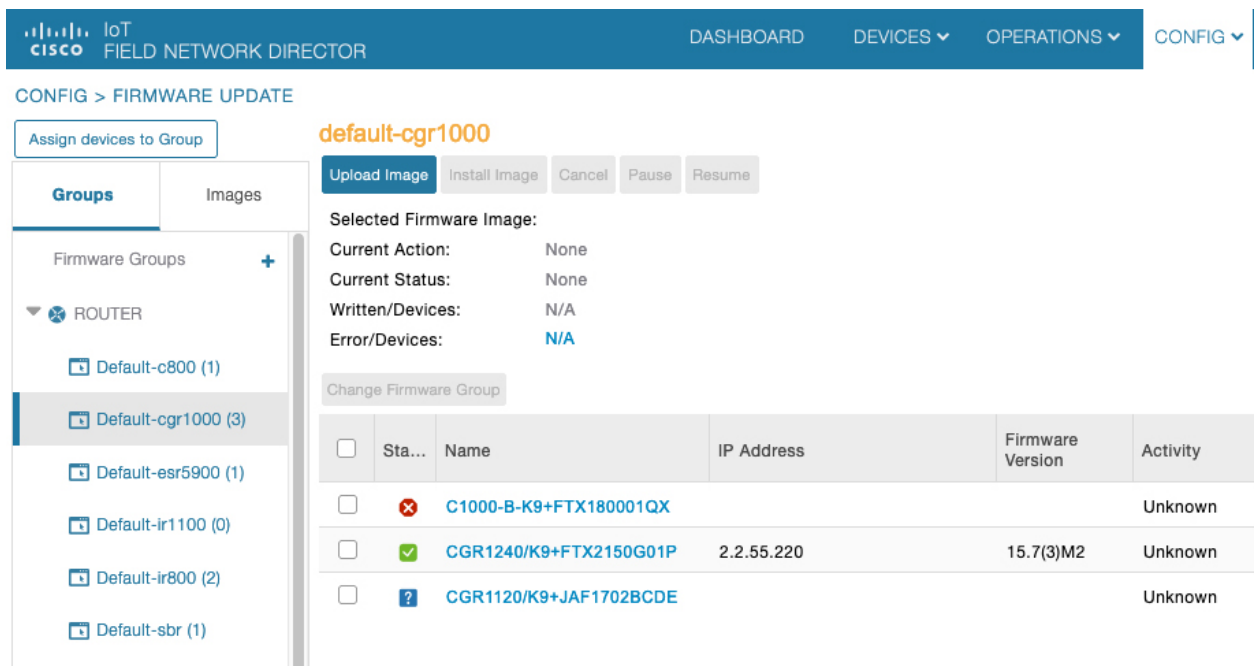 IoT
CISCO FIELD NETWORK DIRECTOR
DASHBOARD DEVICES OPERATIONS CONFIG
CONFIG > FIRMWARE UPDATE
Assign devices to Group
Groups Images
Firmware Groups +
ROUTER
Default-c800 (1)
Default-cgr1000 (3)
Default-esr5900 (1)
Default-ir1100 (0)
Default-ir800 (2)
Default-sbr (1)
default-cgr1000
Upload Image Install Image Cancel Pause Resume
Selected Firmware Image:
Current Action: None
Current Status: None
Written/Devices: N/A
Error/Devices: N/A
Change Firmware Group
Sta... Name IP Address Firmware Version Activity
C1000-B-K9+FTX180001QX Unknown
CGR1240/K9+FTX2150G01P 2.2.55.220 15.7(3)M2 Unknown
? CGR1120/K9+JAF1702BCDE Unknown